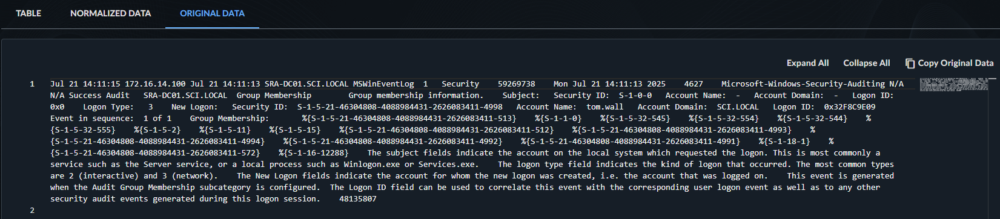 TABLE NORMALIZED DATA ORIGINAL DATA
Expand All Collapse All Copy Original Data
1 Jul 21 14:11:15 172.16.14.100 Jul 21 14:11:13 SRA-DC01.SCI.LOCAL MSWinEventLog 1 Security 59269738 Mon Jul 21 14:11:13 2025 4627 Microsoft-Windows-Security-Auditing N/A
N/A Success Audit SRA-DC01.SCI.LOCAL Group Membership Group membership information. Subject: Security ID: S-1-0-0 Account Name: - Account Domain: - Logon ID:
0x0 Logon Type: 3 New Logon: Security ID: S-1-5-21-46304808-4088984431-2626083411-4998 Account Name: tom.wall Account Domain: SCI.LOCAL Logon ID: 0x32F8C9E09
Event in sequence: 1 of 1 Group Membership: %{S-1-5-21-46304808-4088984431-2626083411-513} %{S-1-1-0} %{S-1-5-32-545} %{S-1-5-32-554} %{S-1-5-32-544} %
{S-1-5-32-555} %{S-1-5-2} %{S-1-5-11} %{S-1-5-15} %{S-1-5-21-46304808-4088984431-2626083411-512} %{S-1-5-21-46304808-4088984431-2626083411-4993} %
{S-1-5-21-46304808-4088984431-2626083411-4994} %{S-1-5-21-46304808-4088984431-2626083411-4992} %{S-1-5-21-46304808-4088984431-2626083411-4991} %{S-1-18-1} %
{S-1-5-21-46304808-4088984431-2626083411-572} %{S-1-16-12288} The subject fields indicate the account on the local system which requested the logon. This is most commonly a
service such as the Server service, or a local process such as Winlogon.exe or Services.exe. The logon type field indicates the kind of logon that occurred. The most common types
are 2 (interactive) and 3 (network). The New Logon fields indicate the account for whom the new logon was created, i.e. the account that was logged on. This event is generated
when the Audit Group Membership subcategory is configured. The Logon ID field can be used to correlate this event with the corresponding user logon event as well as to any other
security audit events generated during this logon session. 48135807
2